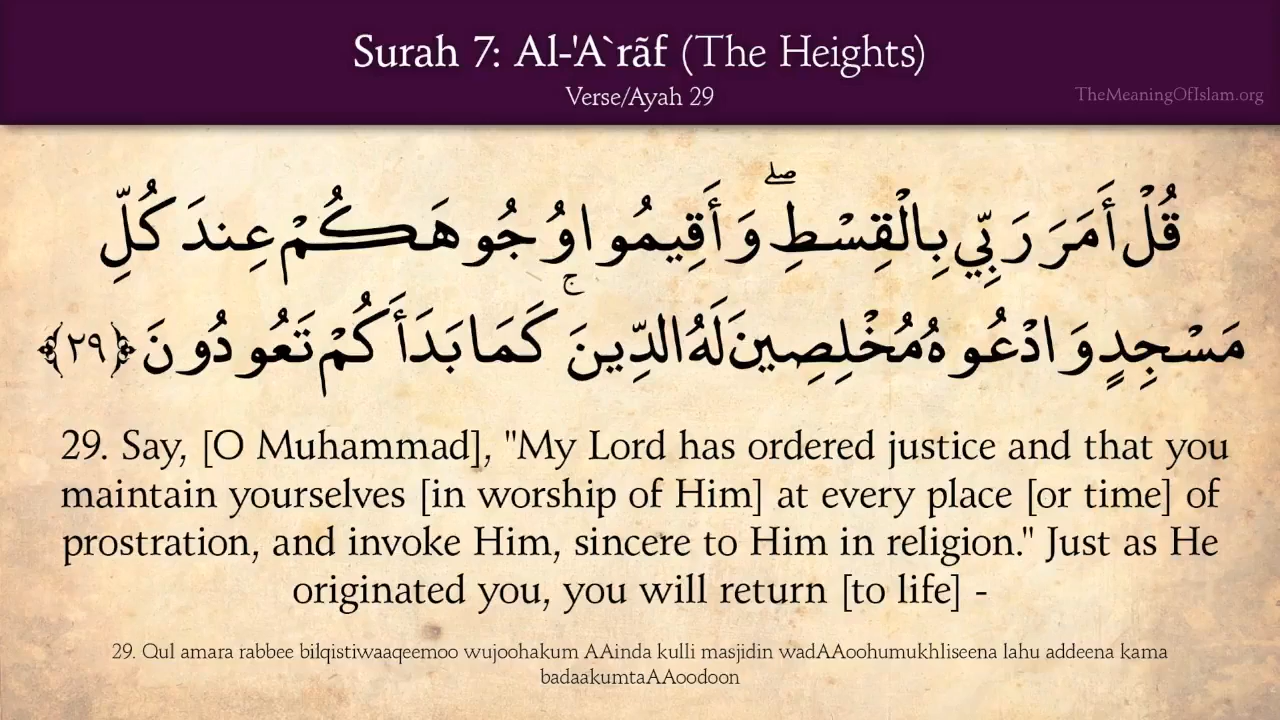 Surah 7: Al-'A`rãf (The Heights)
Verse/Ayah 29
TheMeaningOfIslam.org
قُلْ أَمَرَ رَبِّي بِالْقِسْطِ ۖ وَأَقِيمُوا وُجُوهَكُمْ عِندَ كُلِّ
مَسْجِدٍ وَادْعُوهُ مُخْلِصِينَ لَهُ الدِّينَ ۚ كَمَا بَدَأَكُمْ تَعُودُونَ ﴿٢٩﴾
29. Say, [O Muhammad], "My Lord has ordered justice and that you
maintain yourselves [in worship of Him] at every place [or time] of
prostration, and invoke Him, sincere to Him in religion." Just as He
originated you, you will return [to life] -
29. Qul amara rabbee bilqistiwaaqeemoo wujoohakum AAinda kulli masjidin wadAAoohumukhliseena lahu addeena kama
badaakumtaAAoodoon